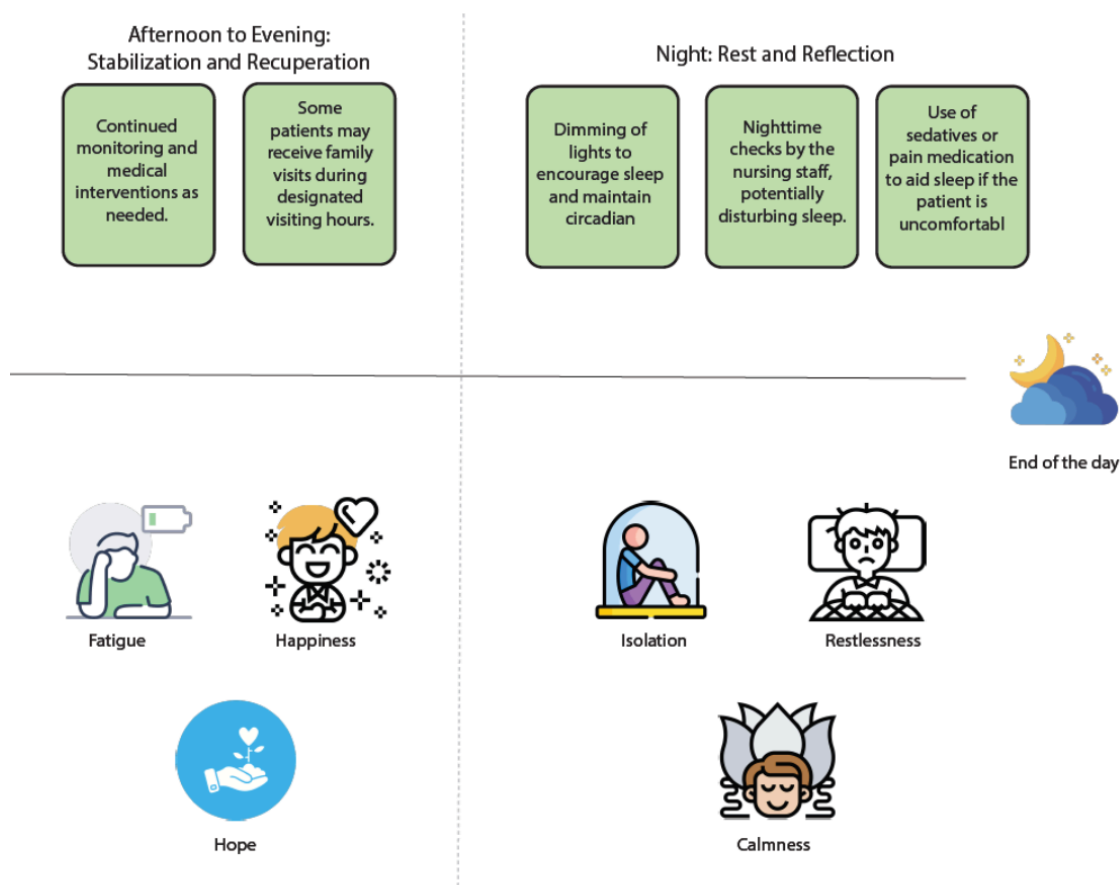 Afternoon to Evening:
Stabilization and Recuperation
Continued
monitoring and
medical
interventions as
needed.
Some
patients may
receive family
visits during
designated
visiting hours.
Night: Rest and Reflection
Dimming of
lights to
encourage sleep
and maintain
circadian
Nighttime
checks by the
nursing staff,
potentially
disturbing sleep.
Use of
sedatives or
pain medication
to aid sleep if the
patient is
uncomfortabl
End of the day
Fatigue
Happiness
Hope
Isolation
Restlessness
Calmness